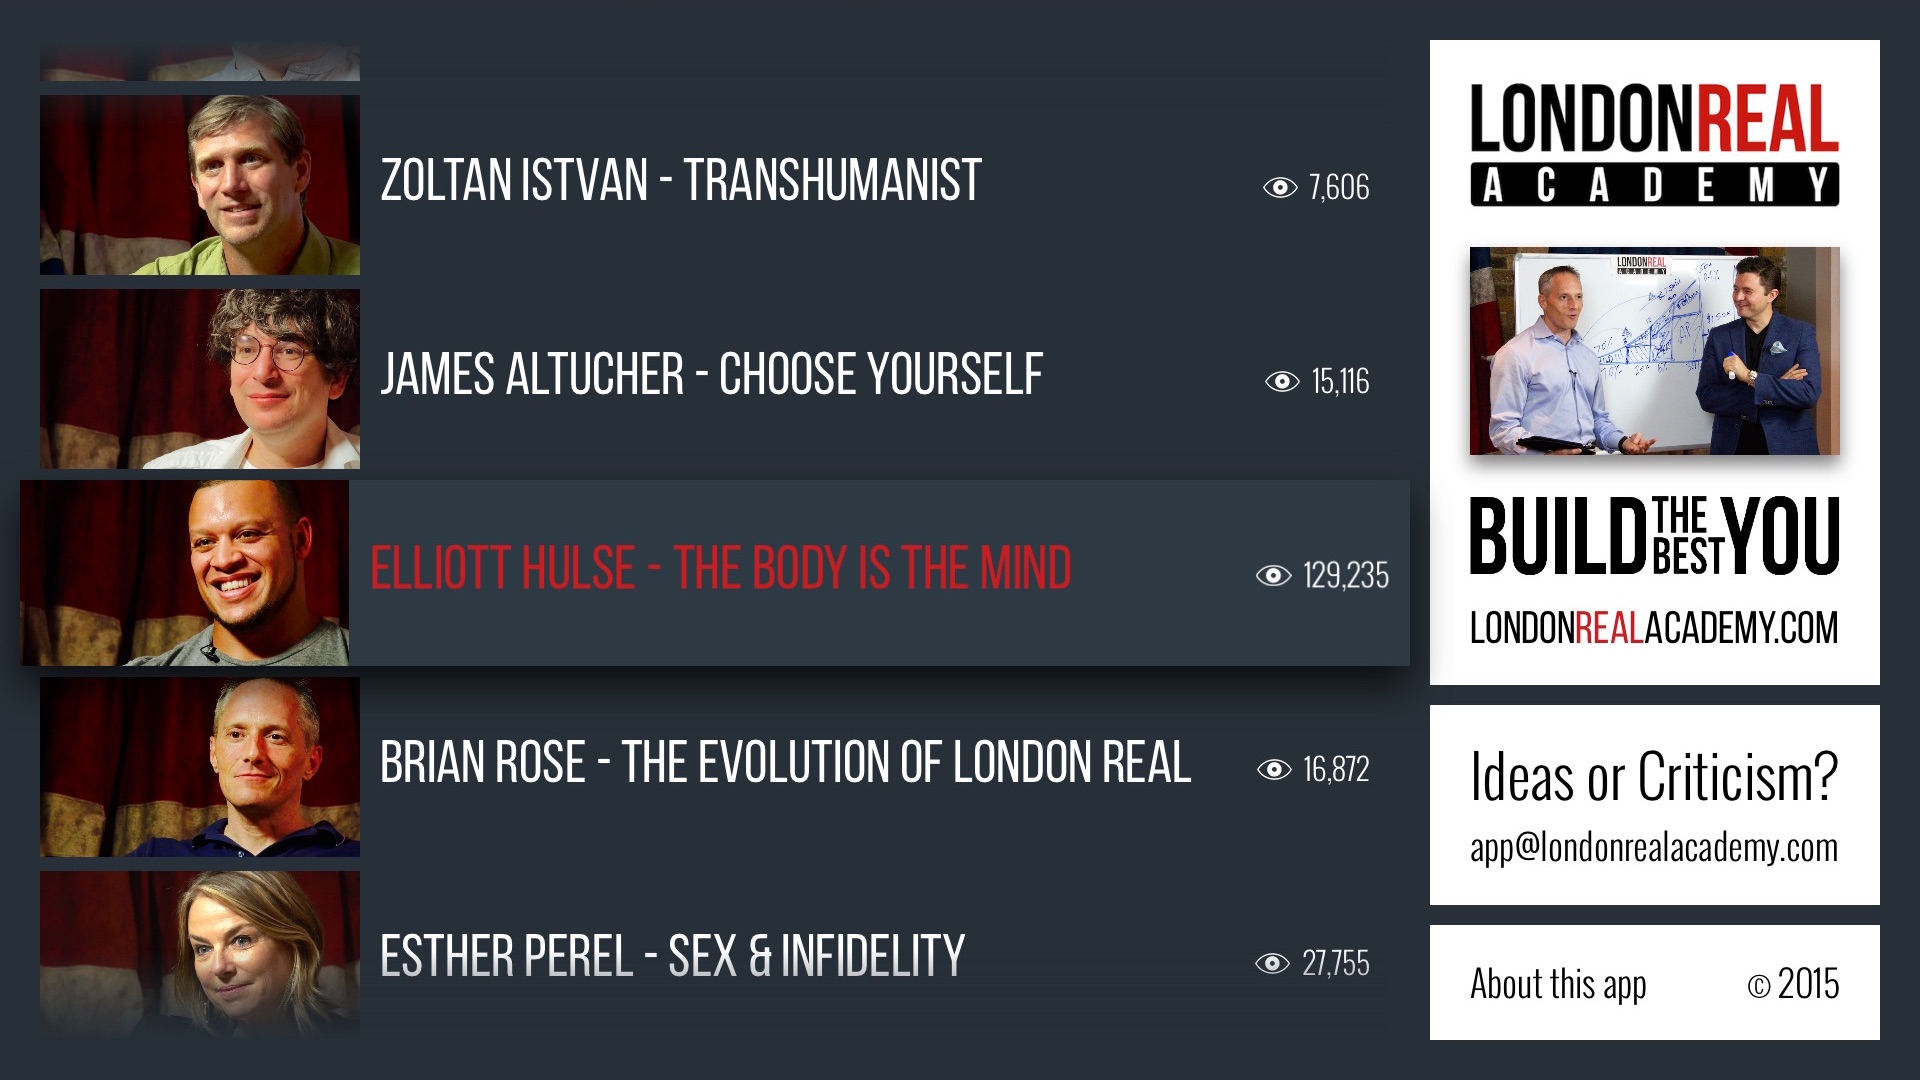 ZOLTAN ISTVAN - TRANSHUMANIST
7,606
JAMES ALTUCHER - CHOOSE YOURSELF
15,116
ELLIOTT HULSE - THE BODY IS THE MIND
129,235
BRIAN ROSE - THE EVOLUTION OF LONDON REAL
16,872
ESTHER PEREL - SEX & INFIDELITY
27,755
LONDONREAL
ACADEMY
LONDONREAL
ACADEMY
BUILD THE BEST YOU
LONDONREALACADEMY.COM
Ideas or Criticism?
app@londonrealacademy.com
About this app
© 2015